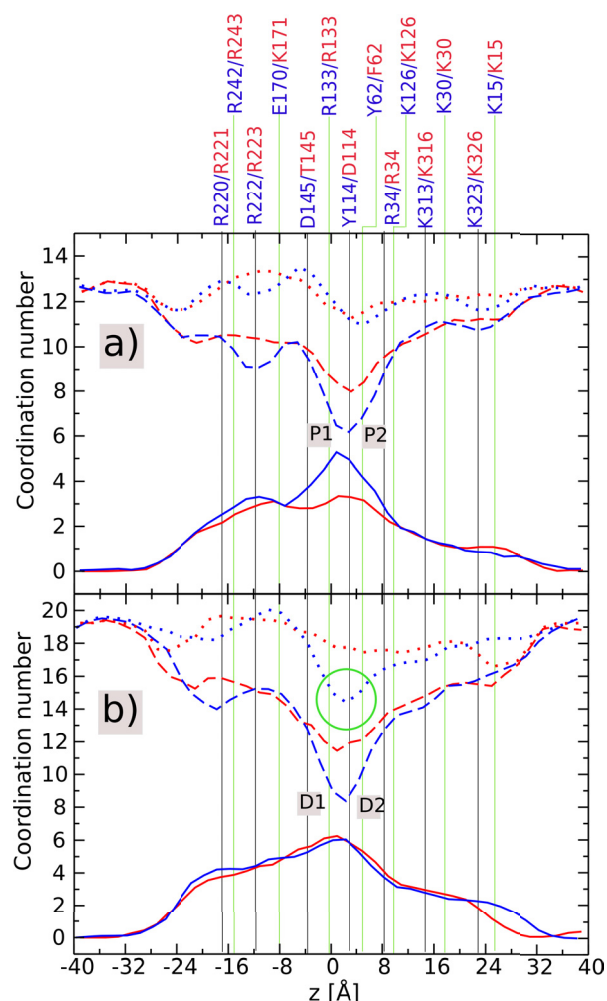 R220/R221
R242/R243
R222/R223
E170/K171
D145/T145
R133/R133
Y114/D114
Y62/F62
R34/R34
K126/K126
K313/K316
K30/K30
K323/K326
K15/K15
Coordination number
14
12
10
8
6
4
2
0
a)
P1
P2
Coordination number
20
18
16
14
12
10
8
6
4
2
0
b)
D1
D2
-40 -32 -24 -16 -8 0 8 16 24 32 40
z [Å]